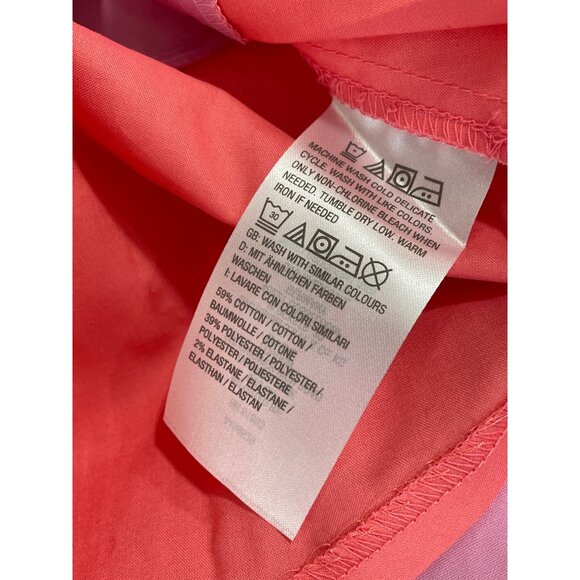 MACHINE WASH COLD DELICATE
CYCLE. WASH WITH LIKE COLORS.
ONLY NON-CHLORINE BLEACH WHEN
NEEDED. TUMBLE DRY LOW. WARM
IRON IF NEEDED
30
GB: WASH WITH SIMILAR COLOURS
D: MIT ÄHNLICHEN FARBEN
WASCHEN
I: LAVARE CON COLORI SIMILARI
59% COTTON / COTTON /
BAUMWOLLE / COTONE
39% POLYESTER / POLYESTER /
POLYESTER / POLIESTERE
2% ELASTANE / ELASTANE /
ELASTHAN / ELASTAN